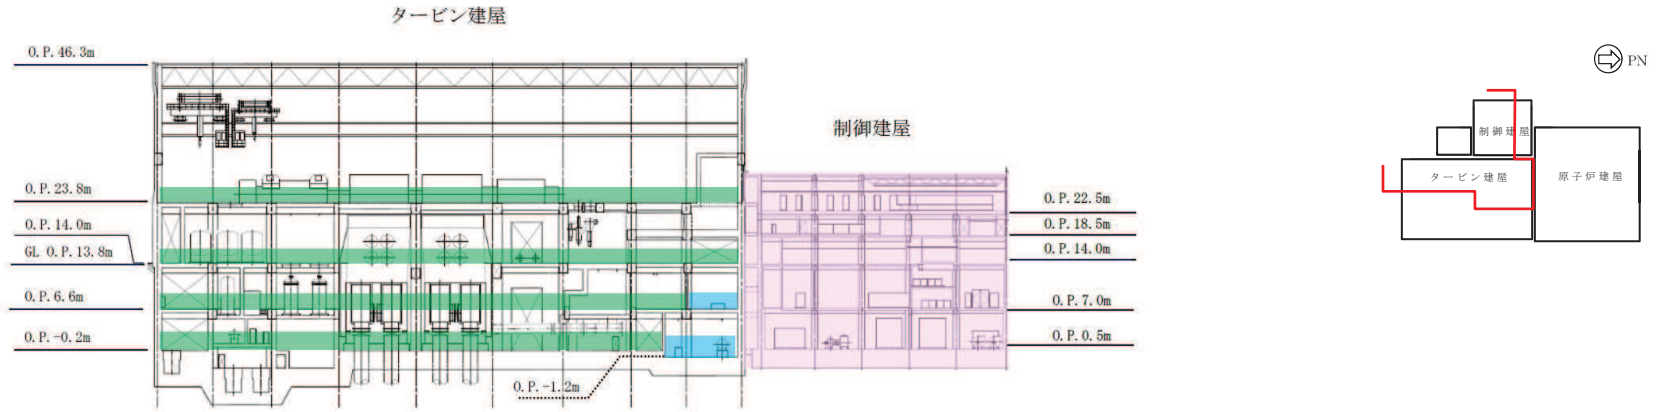 タービン建屋
O.P.46.3m
O.P.23.8m
O.P.14.0m
GL O.P.13.8m
O.P.6.6m
O.P.-0.2m
O.P.-1.2m
制御建屋
O.P.22.5m
O.P.18.5m
O.P.14.0m
O.P.7.0m
O.P.0.5m
PN
制御建屋
タービン建屋
原子炉建屋